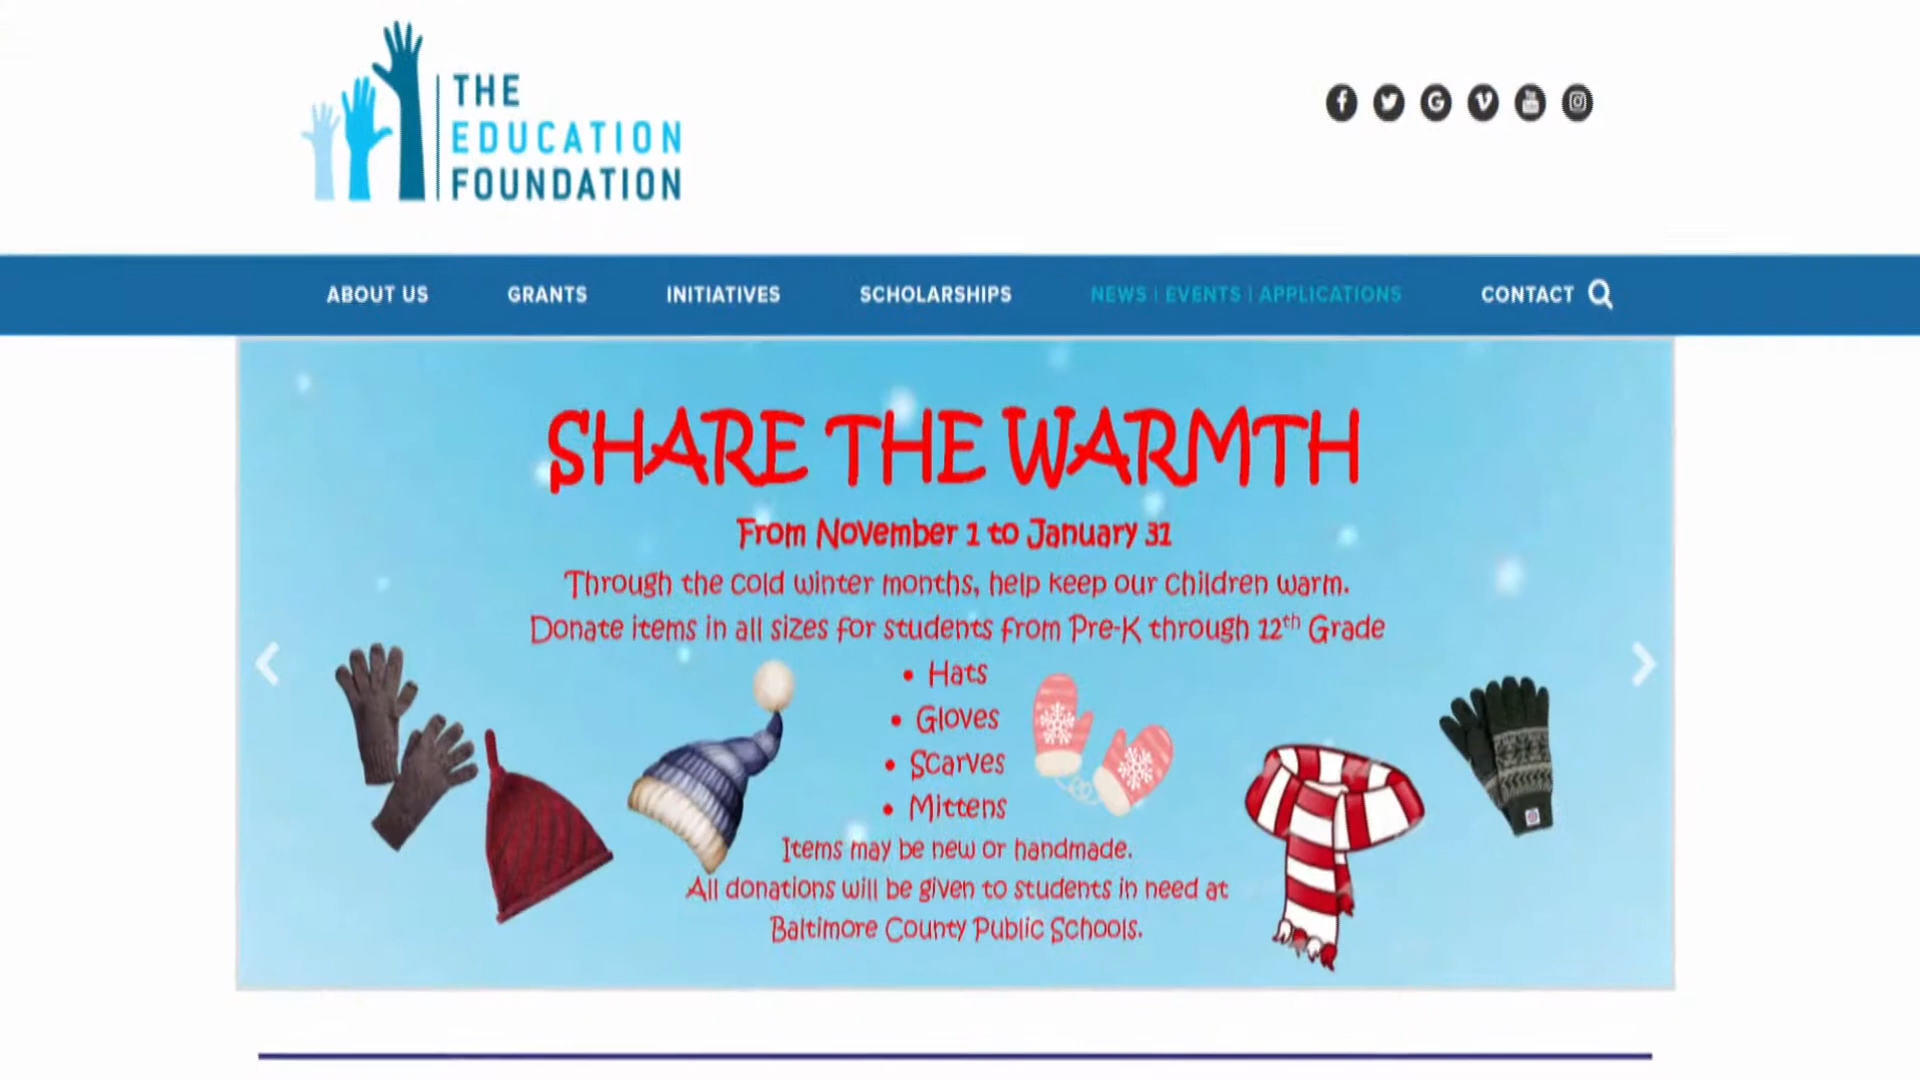 THE
EDUCATION
FOUNDATION
ABOUT US
GRANTS
INITIATIVES
SCHOLARSHIPS
NEWS | EVENTS | APPLICATIONS
CONTACT
SHARE THE WARMTH
From November 1 to January 31
Through the cold winter months, help keep our children warm.
Donate items in all sizes for students from Pre-K through 12th Grade
• Hats
• Gloves
• Scarves
• Mittens
Items may be new or handmade.
All donations will be given to students in need at
Baltimore County Public Schools.